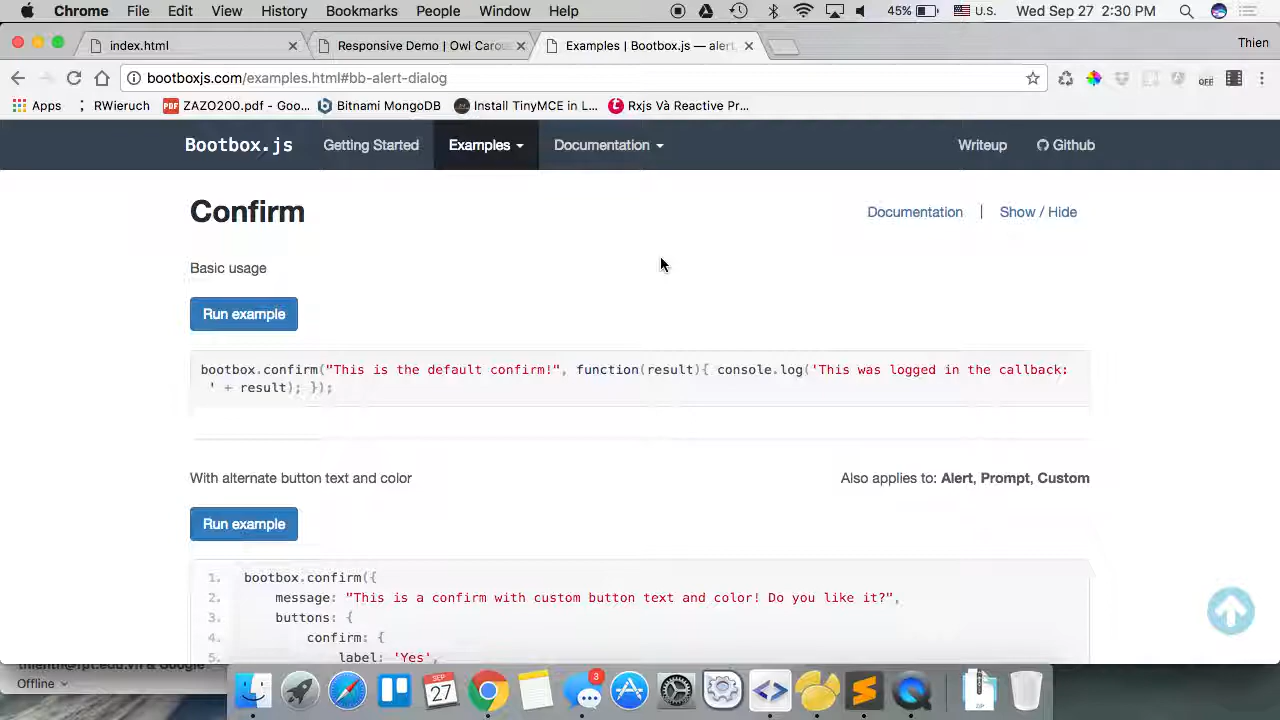 Chrome File Edit View History Bookmarks People Window Help 45% U.S. Wed Sep 27 2:30 PM
index.html Responsive Demo | Owl Carou Examples | Bootbox.js — alert, Thien
bootboxjs.com/examples.html#bb-alert-dialog OFF
Apps RWieruch ZAZO200.pdf - Goo... Bitnami MongoDB Install TinyMCE in L... Rxjs Và Reactive Pr...
Bootbox.js Getting Started Examples Documentation Writeup Github
Confirm Documentation | Show / Hide
Basic usage
Run example
bootbox.confirm("This is the default confirm!", function(result){ console.log('This was logged in the callback:
' + result); });
With alternate button text and color Also applies to: Alert, Prompt, Custom
Run example
1. bootbox.confirm({
2. message: "This is a confirm with custom button text and color! Do you like it?",
3. buttons: {
4. confirm: {
5. label: 'Yes',
Offline
SEP
27
3
ZIP